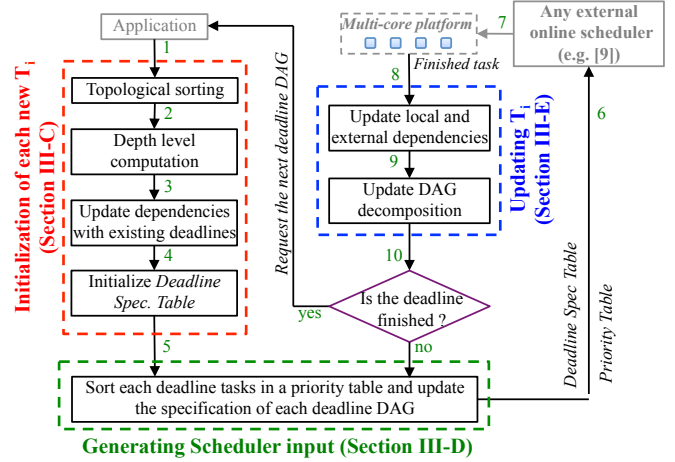 Application
1
Topological sorting
2
Depth level
computation
3
Update dependencies
with existing deadlines
4
Initialize Deadline
Spec. Table
5
Initialization of each new T_i
(Section III-C)
Request the next deadline DAG
Multi-core platform
Finished task
7
Any external
online scheduler
(e.g. [9])
8
Update local and
external dependencies
9
Update DAG
decomposition
10
Updating T_i
(Section III-E)
6
Is the deadline
finished ?
yes
no
Deadline Spec Table
Priority Table
Sort each deadline tasks in a priority table and update
the specification of each deadline DAG
Generating Scheduler input (Section III-D)